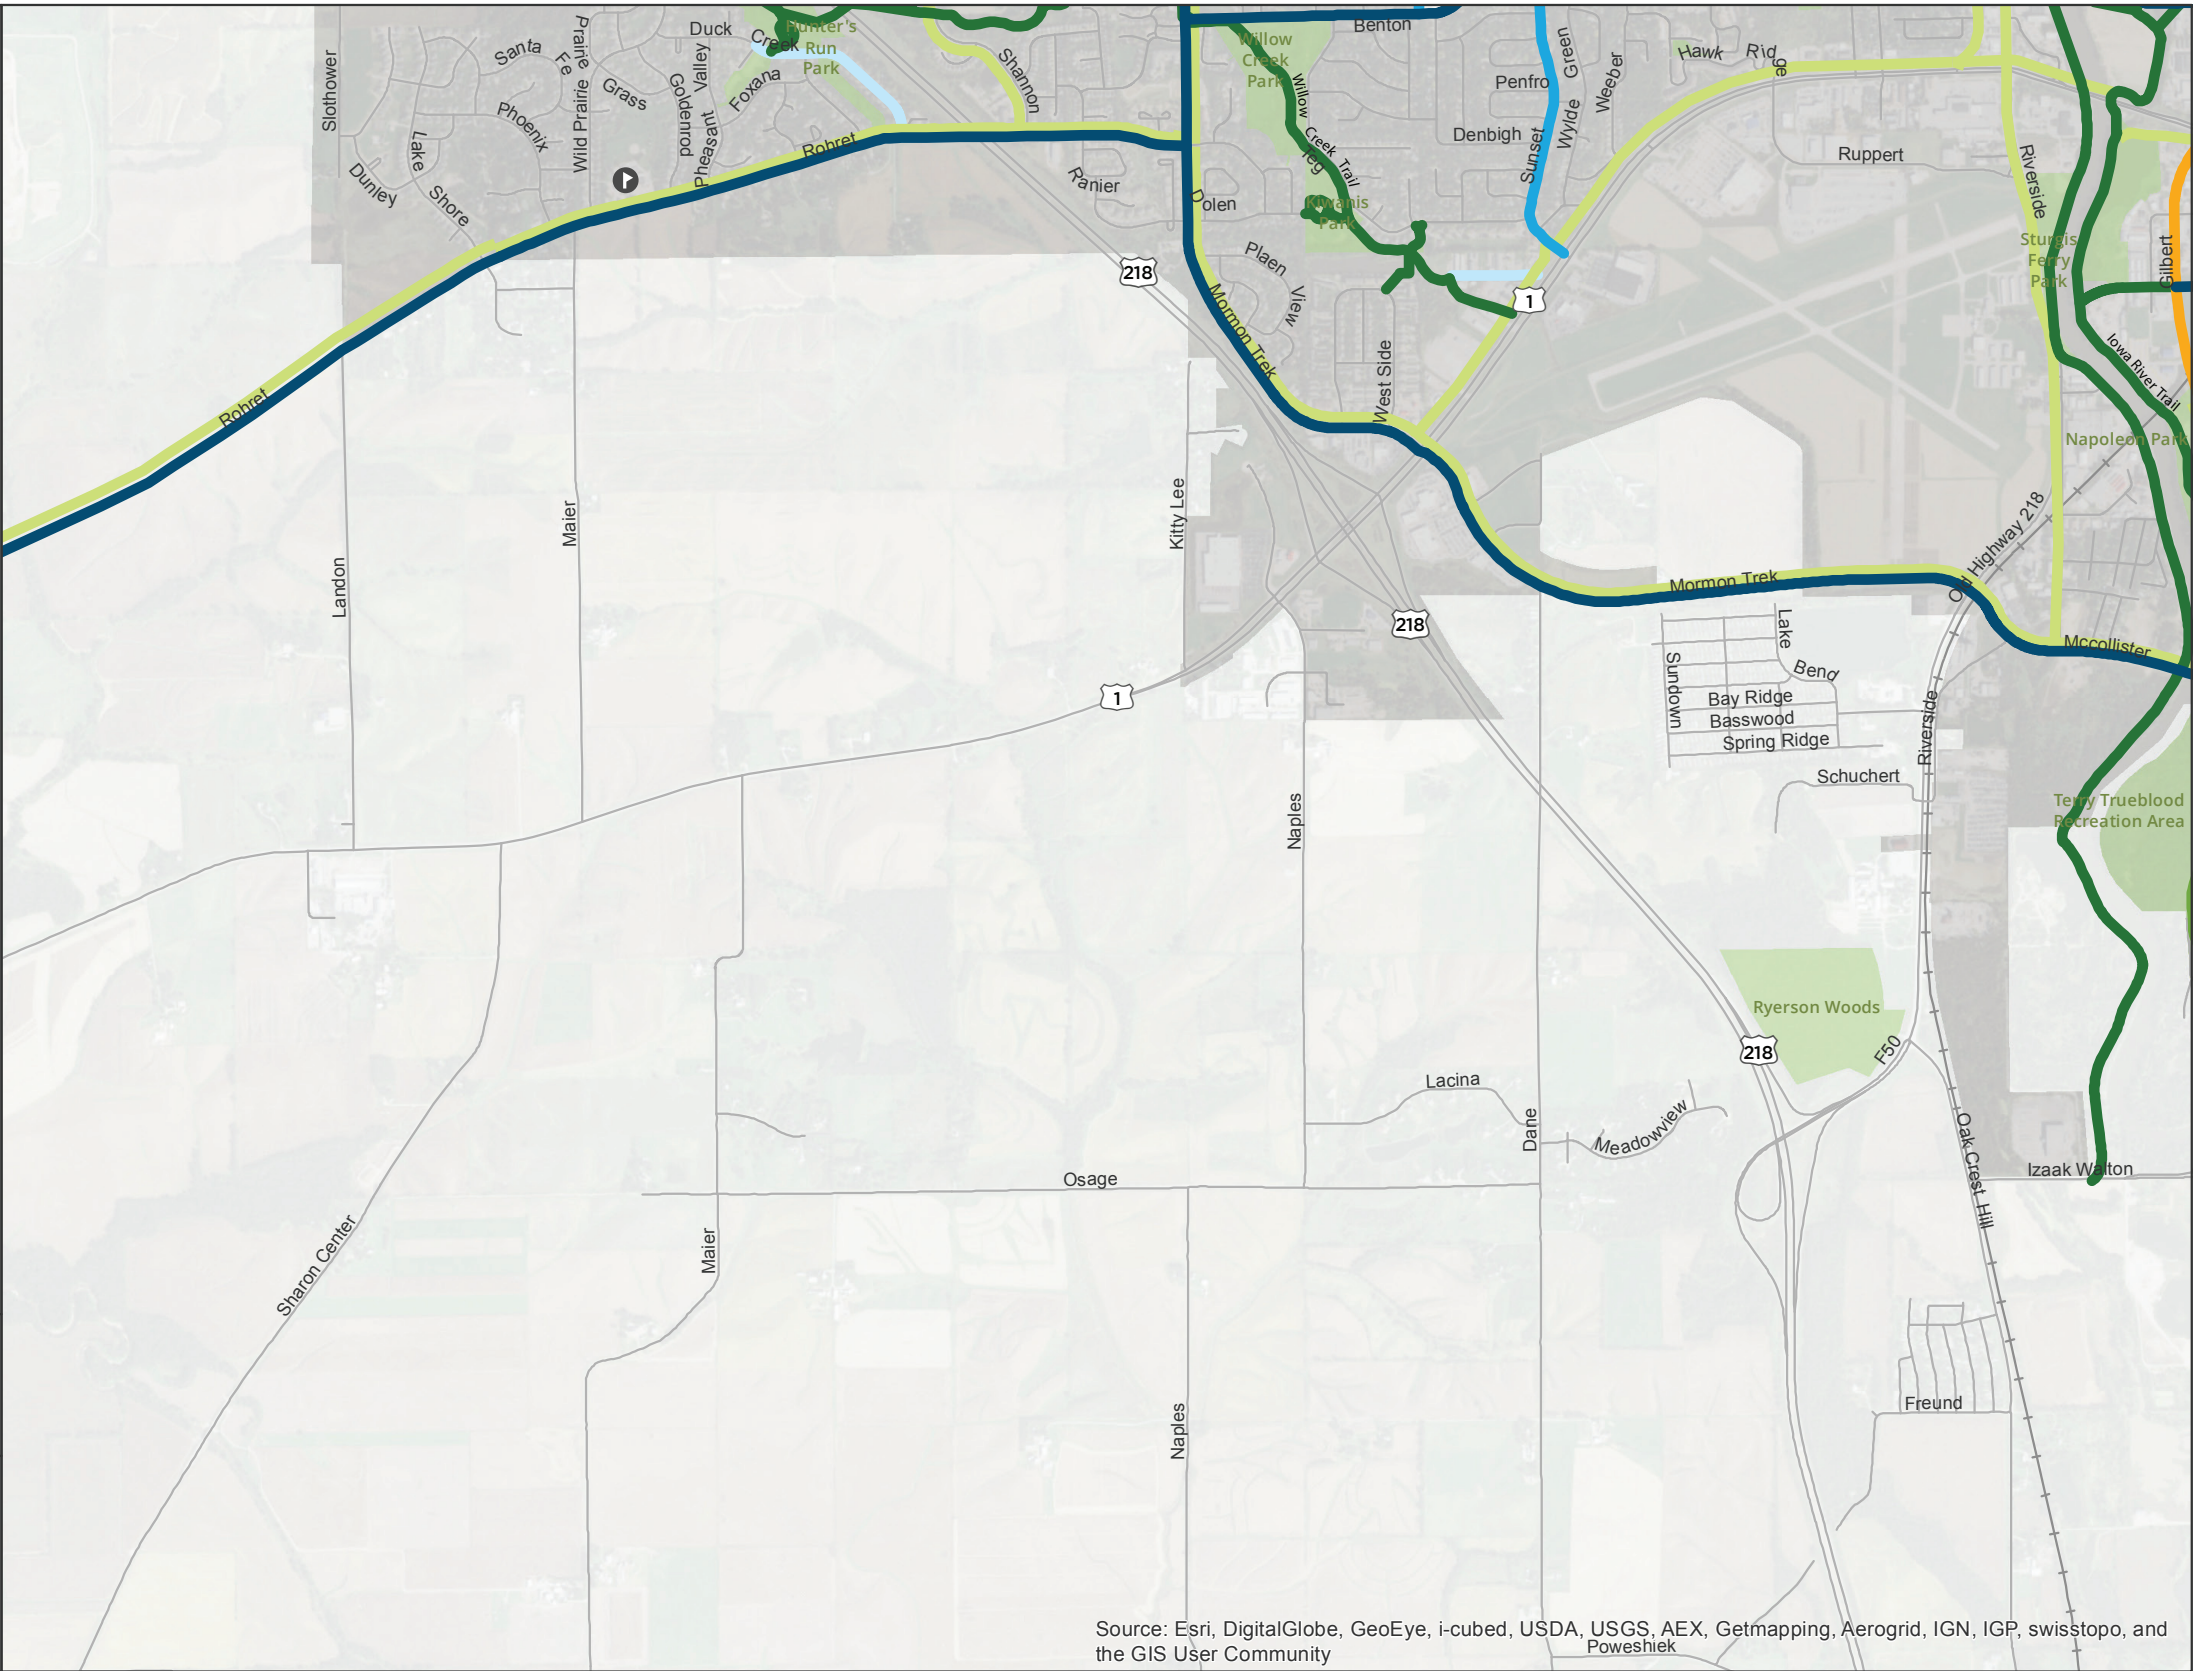 Duck
Creek
Hunter's
Run
Park
Benton
Willow
Creek
Park
Santa
Fe
Prairie
Slothower
Wild Prairie
Grass
Goldenrod
Valley
Pheasant
Foxana
Shannon
Phoenix
Lake
Shore
Dunley
Rohret
Ranier
Dolen
Willow
Creek Trail
Teg
Kiwanis
Park
Penfro
Denbigh
Sunset
Wylde
Green
Weeber
Hawk Ridge
Ruppert
Riverside
Sturgis
Ferry
Park
Gilbert
218
Plaen
View
1
Mormon Trek
West Side
Iowa River Trail
Napoleon Park
Rohret
Kitty Lee
Maier
Landon
Old Highway 218
Mormon Trek
218
Lake
Bend
Sundown
Bay Ridge
Basswood
Spring Ridge
Mccollister
1
Riverside
Schuchert
Terry Trueblood
Recreation Area
Naples
Ryerson Woods
218
F50
Lacina
Dane
Meadowview
Oak Crest Hill
Izaak Walton
Osage
Maier
Sharon Center
Naples
Freund
Source: Esri, DigitalGlobe, GeoEye, i-cubed, USDA, USGS, AEX, Getmapping, Aerogrid, IGN, IGP, swisstopo, and
the GIS User Community
Poweshiek